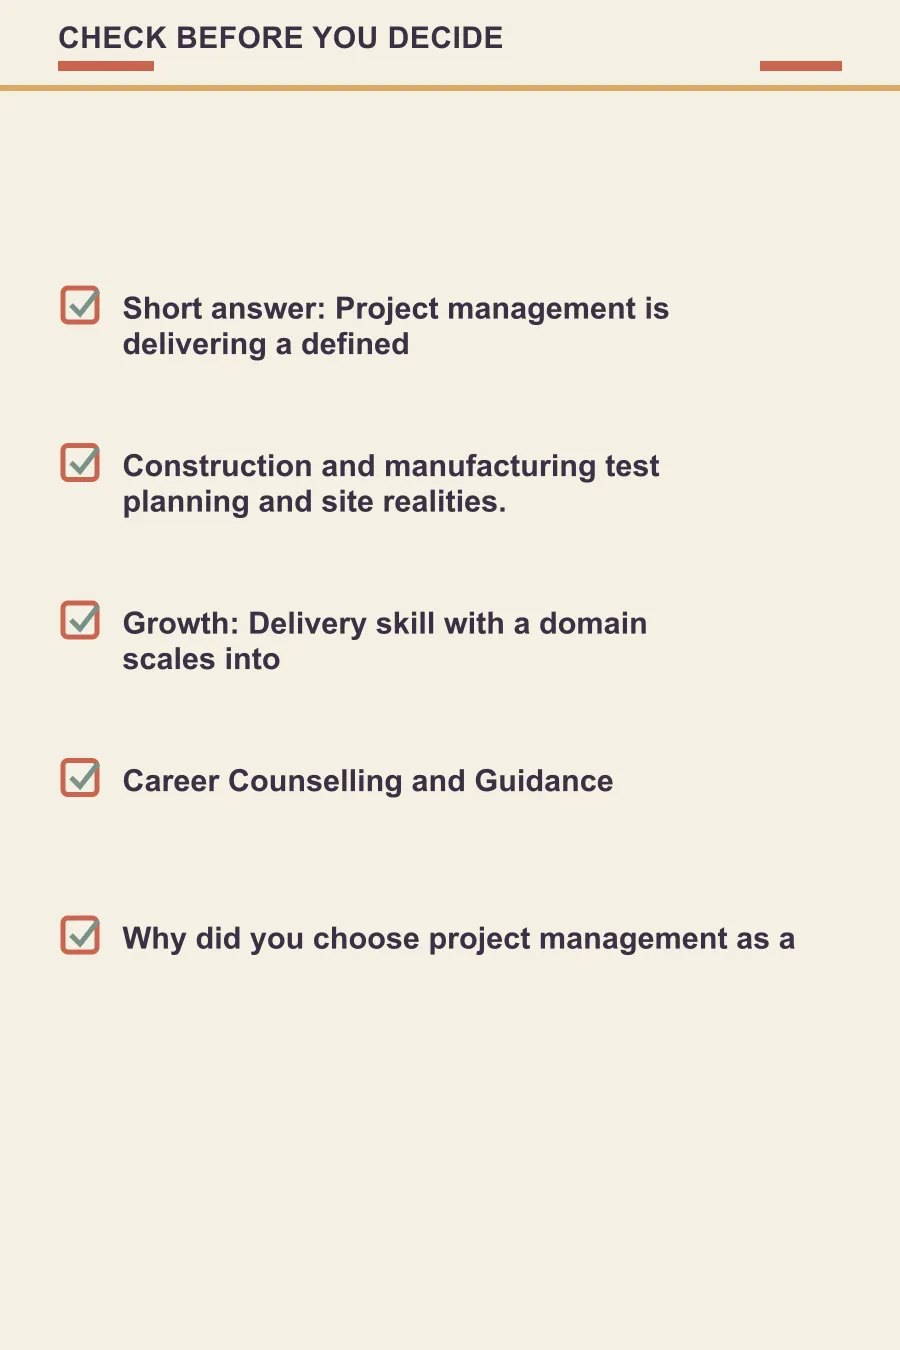 CHECK BEFORE YOU DECIDE
Short answer: Project management is
delivering a defined
Construction and manufacturing test
planning and site realities.
Growth: Delivery skill with a domain
scales into
Career Counselling and Guidance
Why did you choose project management as a